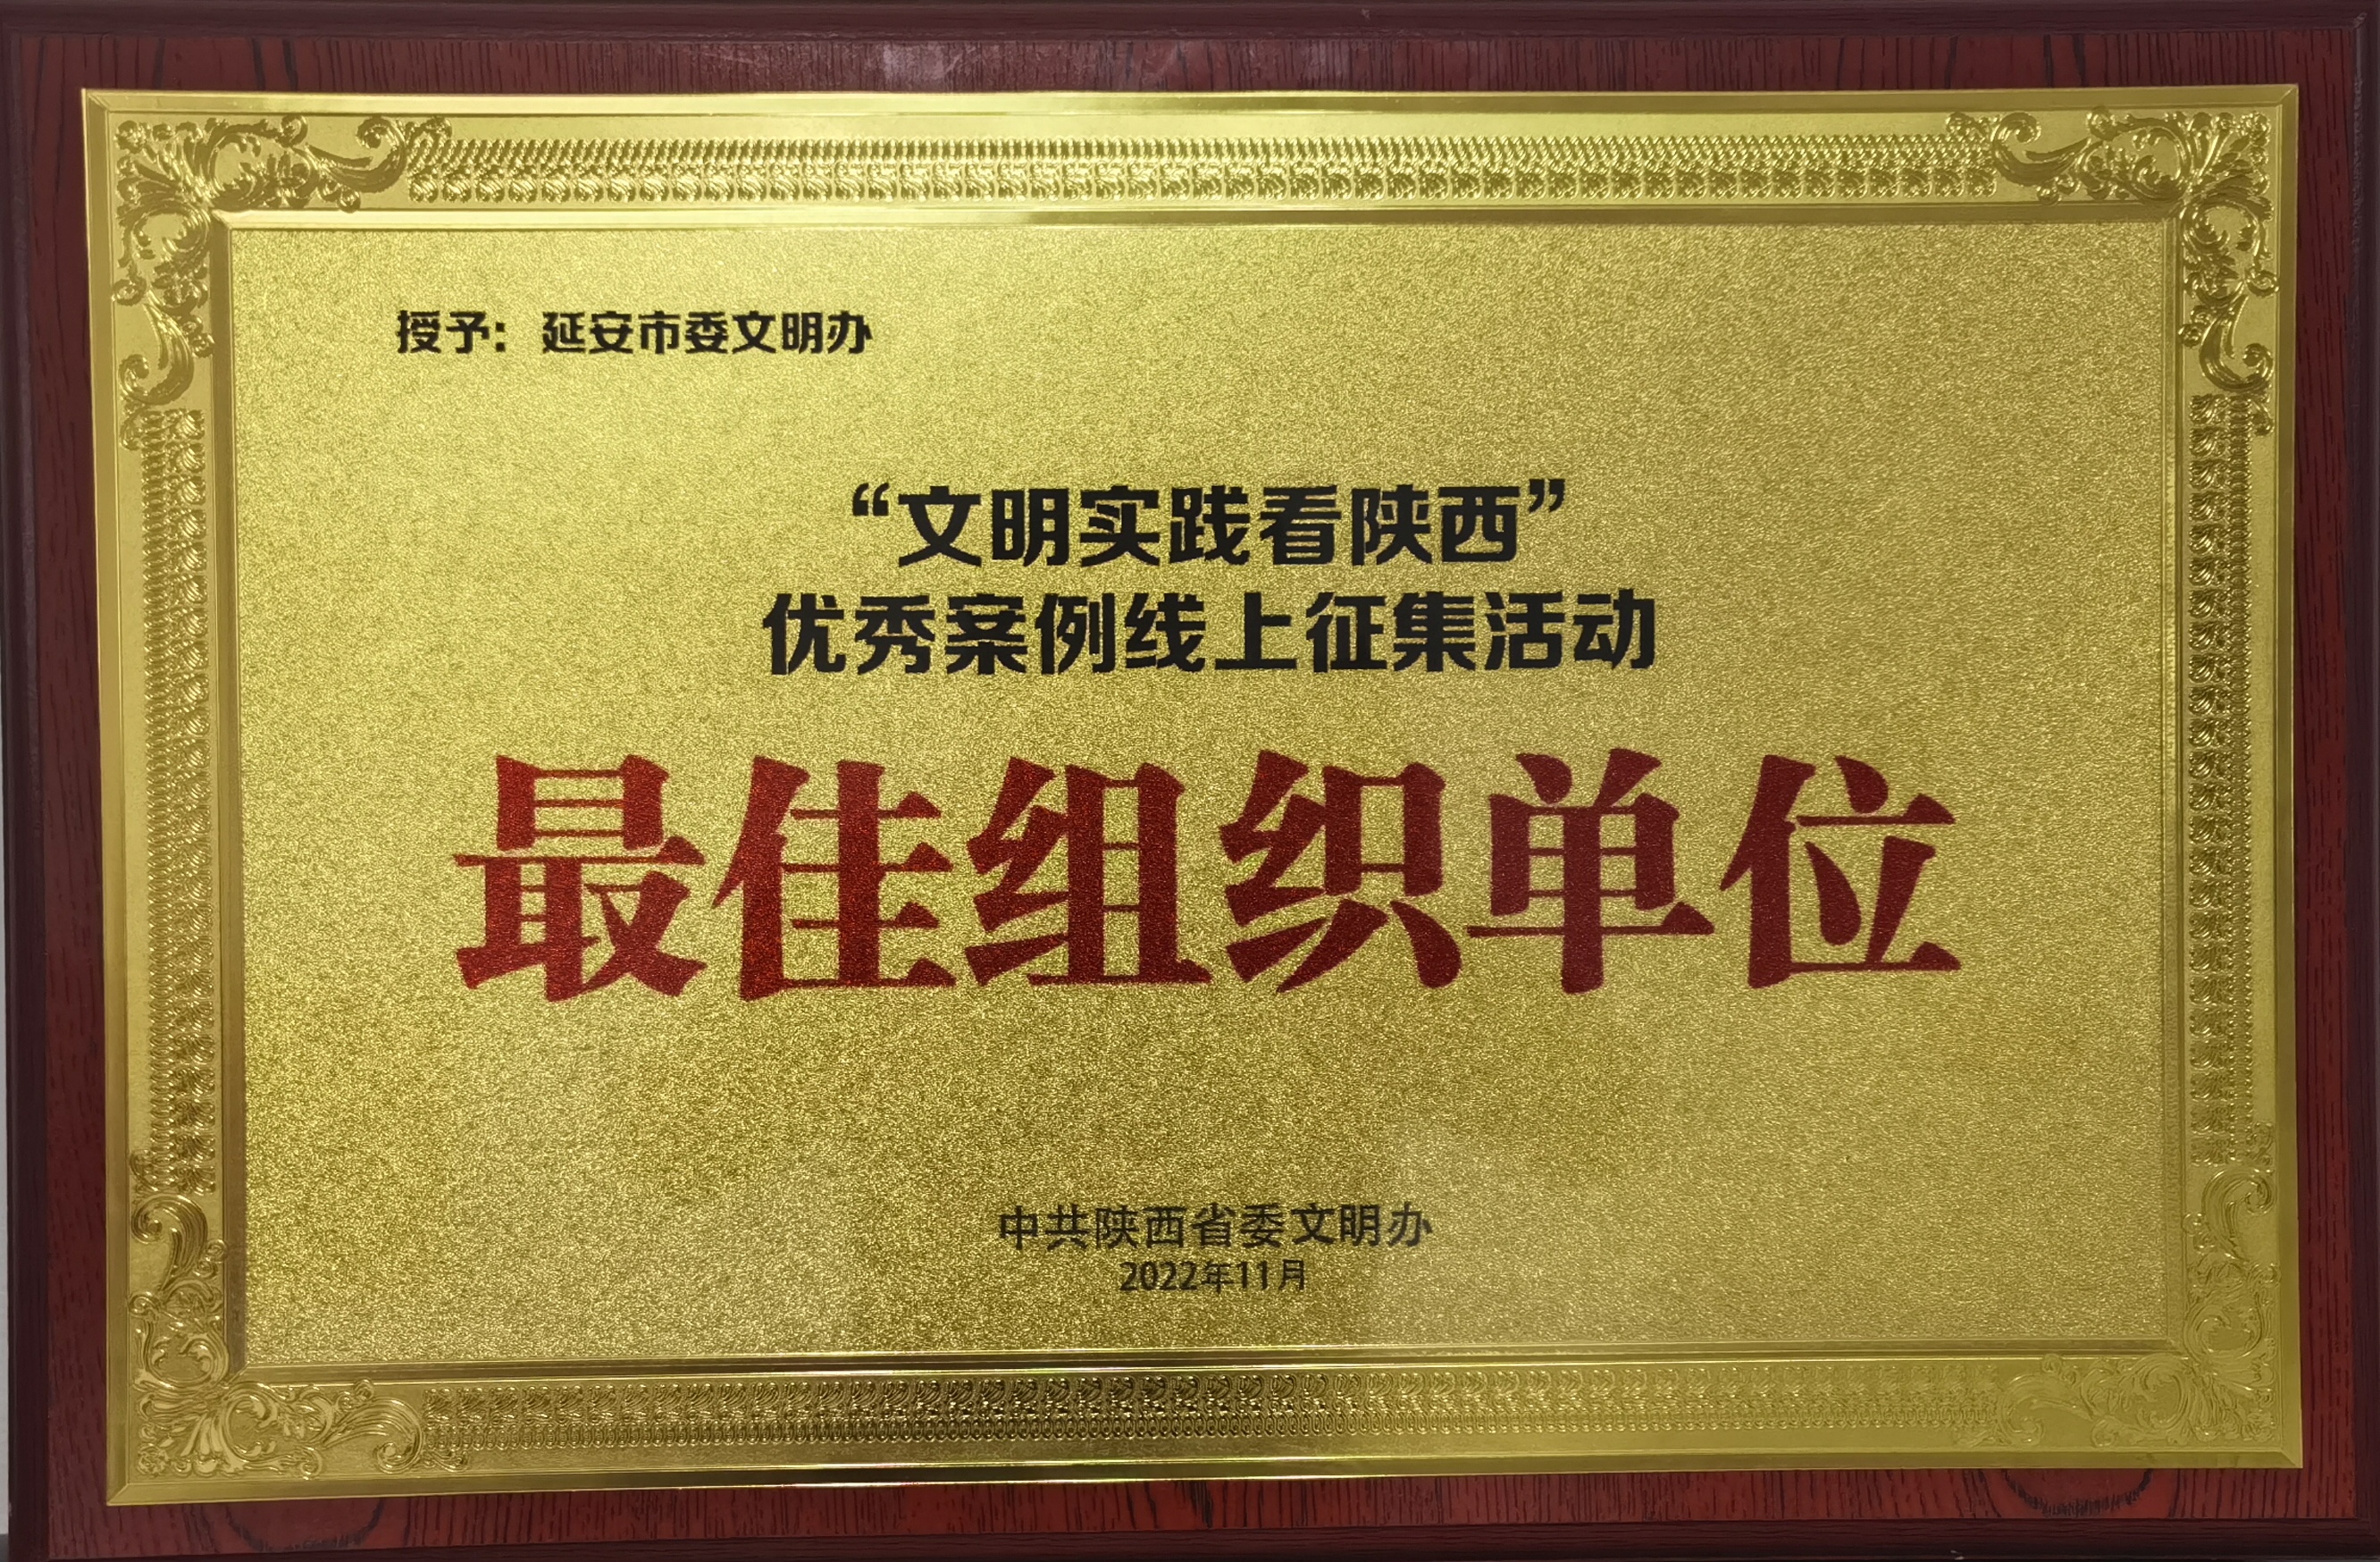 授予：延安市委文明办
“文明实践看陕西”
优秀案例线上征集活动
最佳组织单位
中共陕西省委文明办
2022年11月